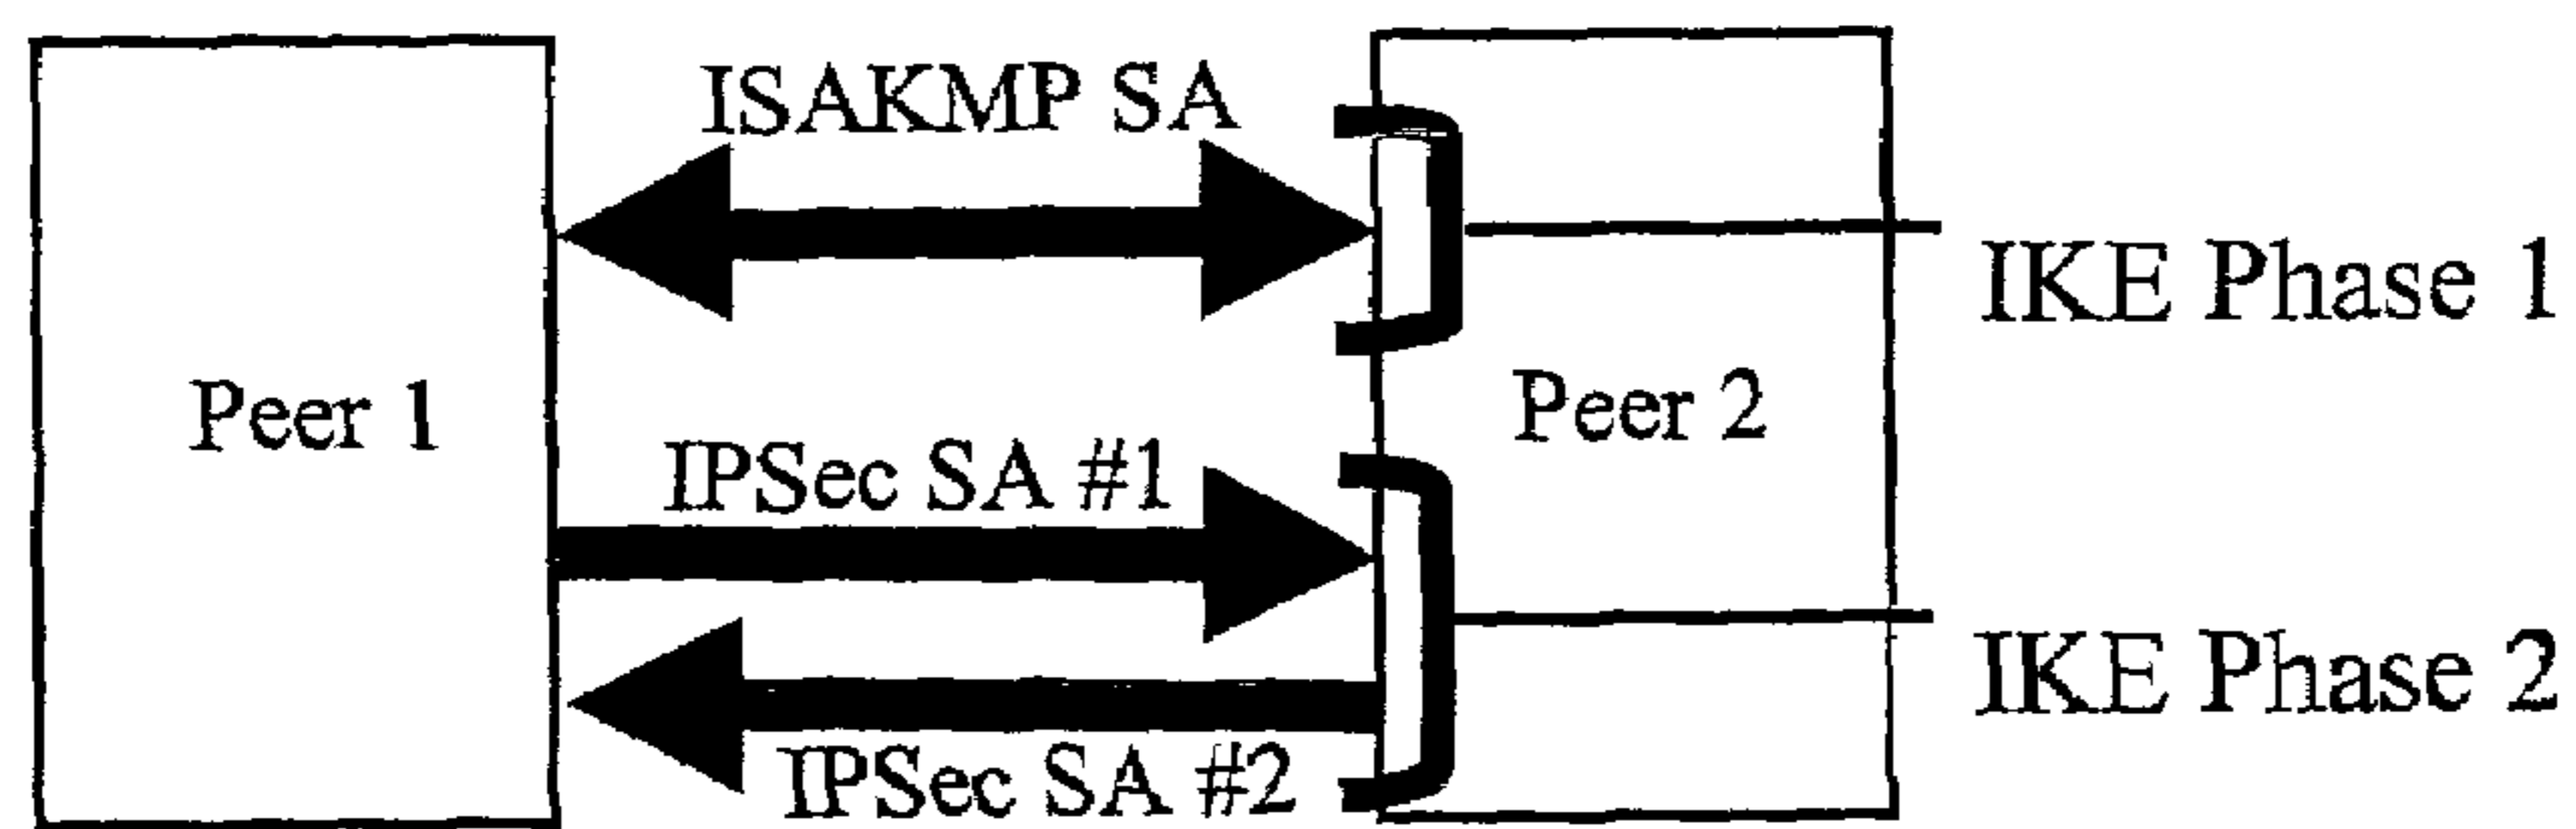 ISAKMP SA
IKE Phase 1
Peer 1
Peer 2
IPSec SA #1
IKE Phase 2
IPSec SA #2